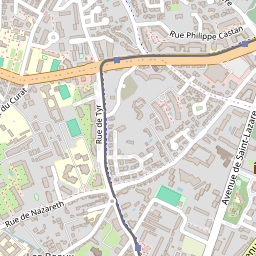 Rue Philippe Castan
du Curat
Rue de Tyr
Avenue de Saint-Lazare
Rue de Nazareth